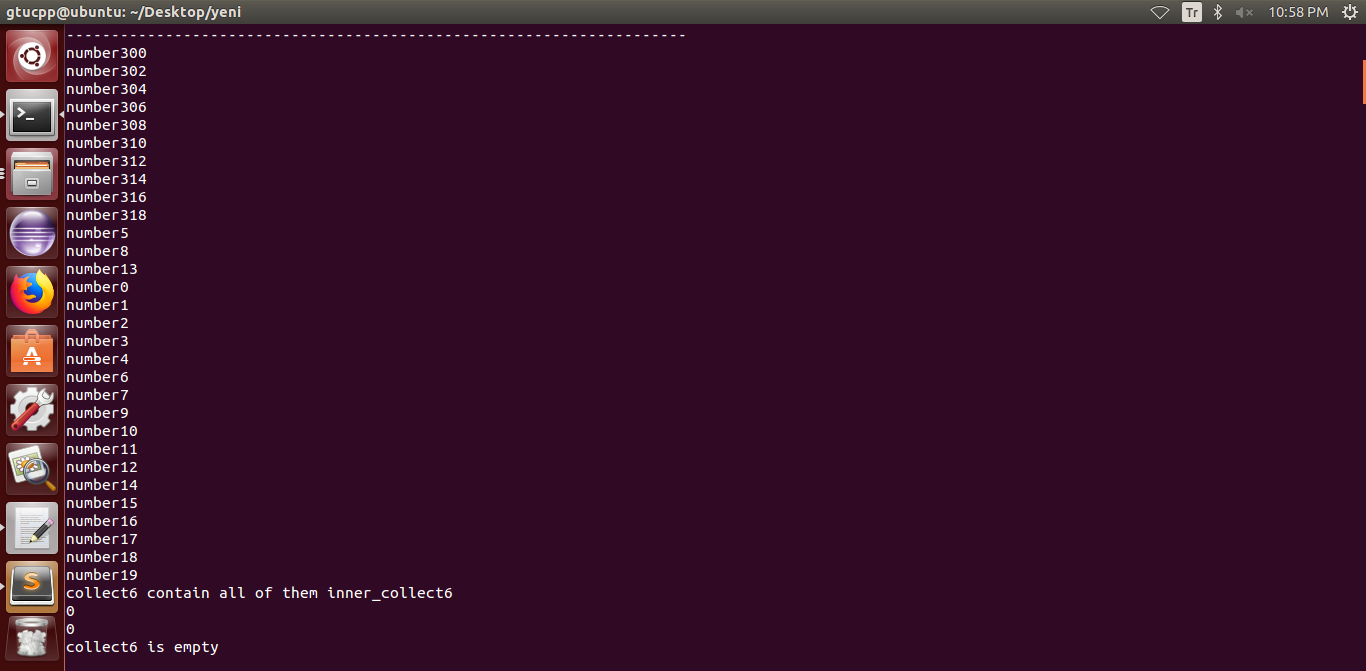 gtucpp@ubuntu: ~/Desktop/yeni
Tr
10:58 PM
---------------------------------------------------------------------
number300
number302
number304
number306
number308
number310
number312
number314
number316
number318
number5
number8
number13
number0
number1
number2
number3
number4
number6
number7
number9
number10
number11
number12
number14
number15
number16
number17
number18
number19
collect6 contain all of them inner_collect6
0
0
collect6 is empty